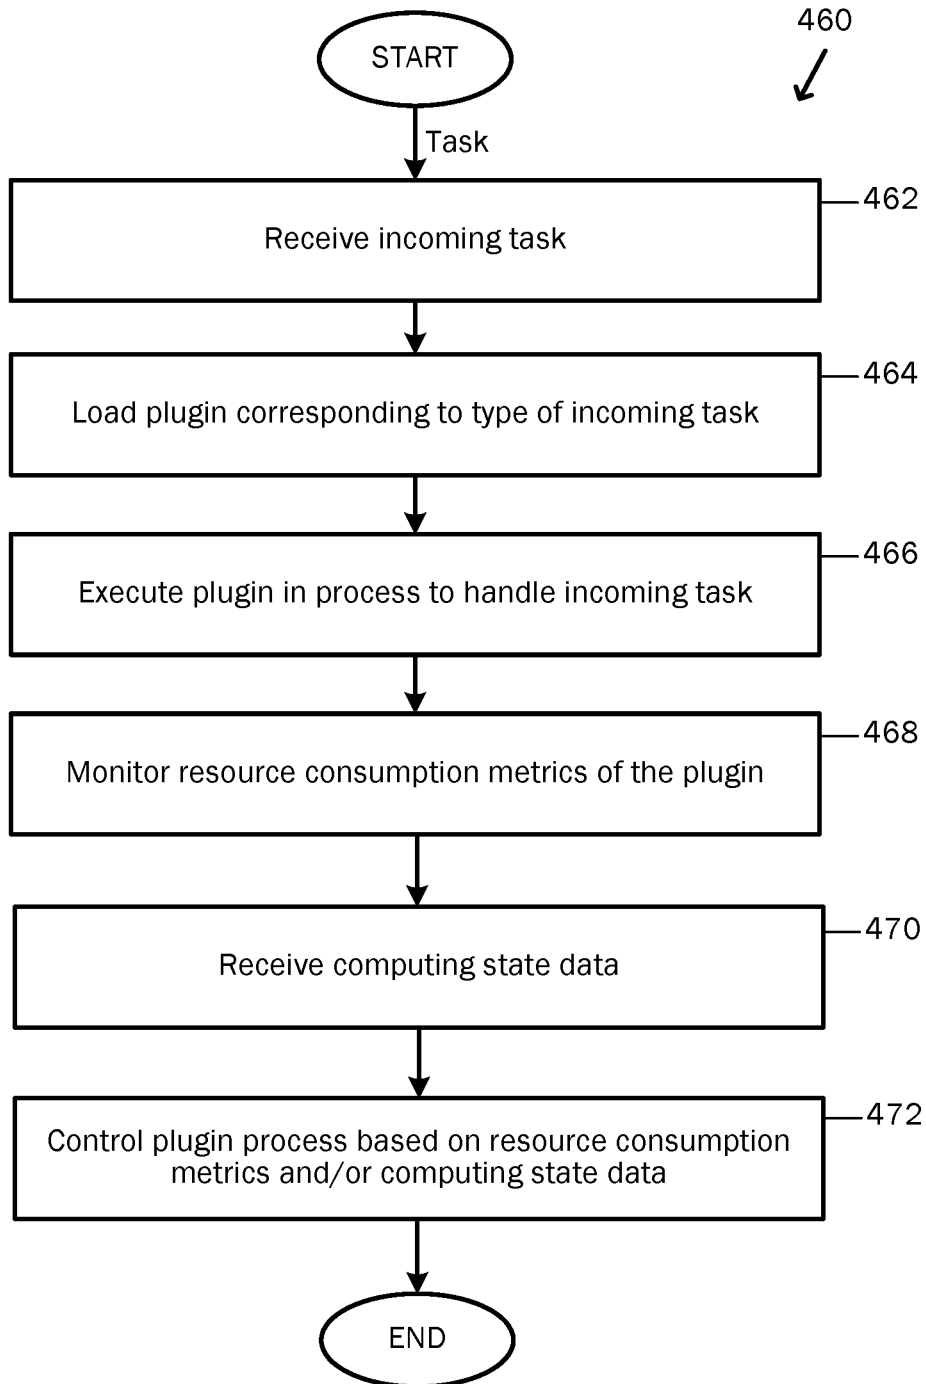 460
START
Task
462
Receive incoming task
464
Load plugin corresponding to type of incoming task
466
Execute plugin in process to handle incoming task
468
Monitor resource consumption metrics of the plugin
470
Receive computing state data
472
Control plugin process based on resource consumption
metrics and/or computing state data
END